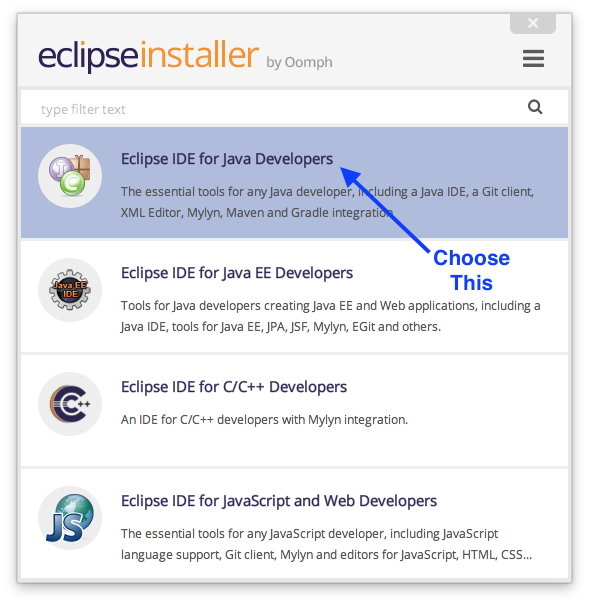 eclipseinstaller by Oomph
type filter text
Eclipse IDE for Java Developers
The essential tools for any Java developer, including a Java IDE, a Git client,
XML Editor, Mylyn, Maven and Gradle integration
Choose
This
Java EE
IDE
Eclipse IDE for Java EE Developers
Tools for Java developers creating Java EE and Web applications, including a
Java IDE, tools for Java EE, JPA, JSF, Mylyn, EGit and others.
C++
Eclipse IDE for C/C++ Developers
An IDE for C/C++ developers with Mylyn integration.
JS
Eclipse IDE for JavaScript and Web Developers
The essential tools for any JavaScript developer, including JavaScript
language support, Git client, Mylyn and editors for JavaScript, HTML, CSS...